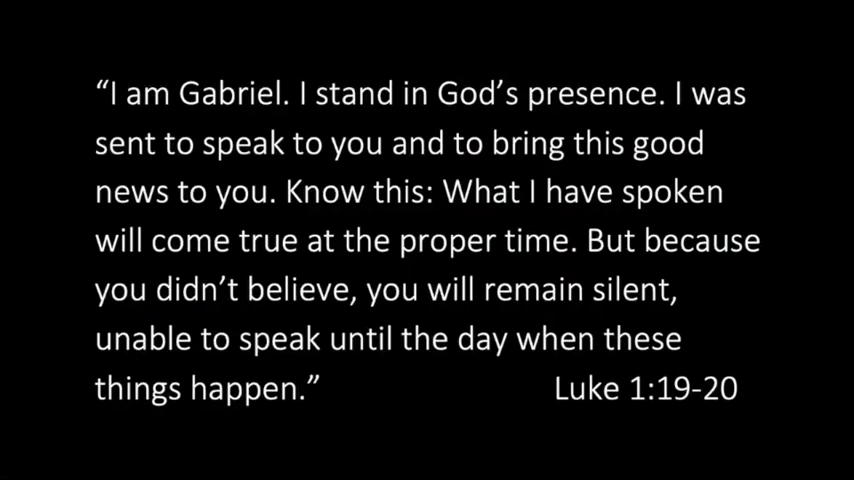 “I am Gabriel. I stand in God’s presence. I was
sent to speak to you and to bring this good
news to you. Know this: What I have spoken
will come true at the proper time. But because
you didn’t believe, you will remain silent,
unable to speak until the day when these
things happen.” Luke 1:19-20